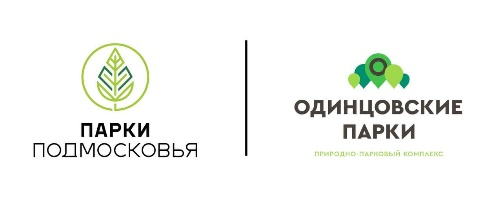 ПАРКИ
ПОДМОСКОВЬЯ
ОДИНЦОВСКИЕ
ПАРКИ
ПРИРОДНО-ПАРКОВЫЙ КОМПЛЕКС